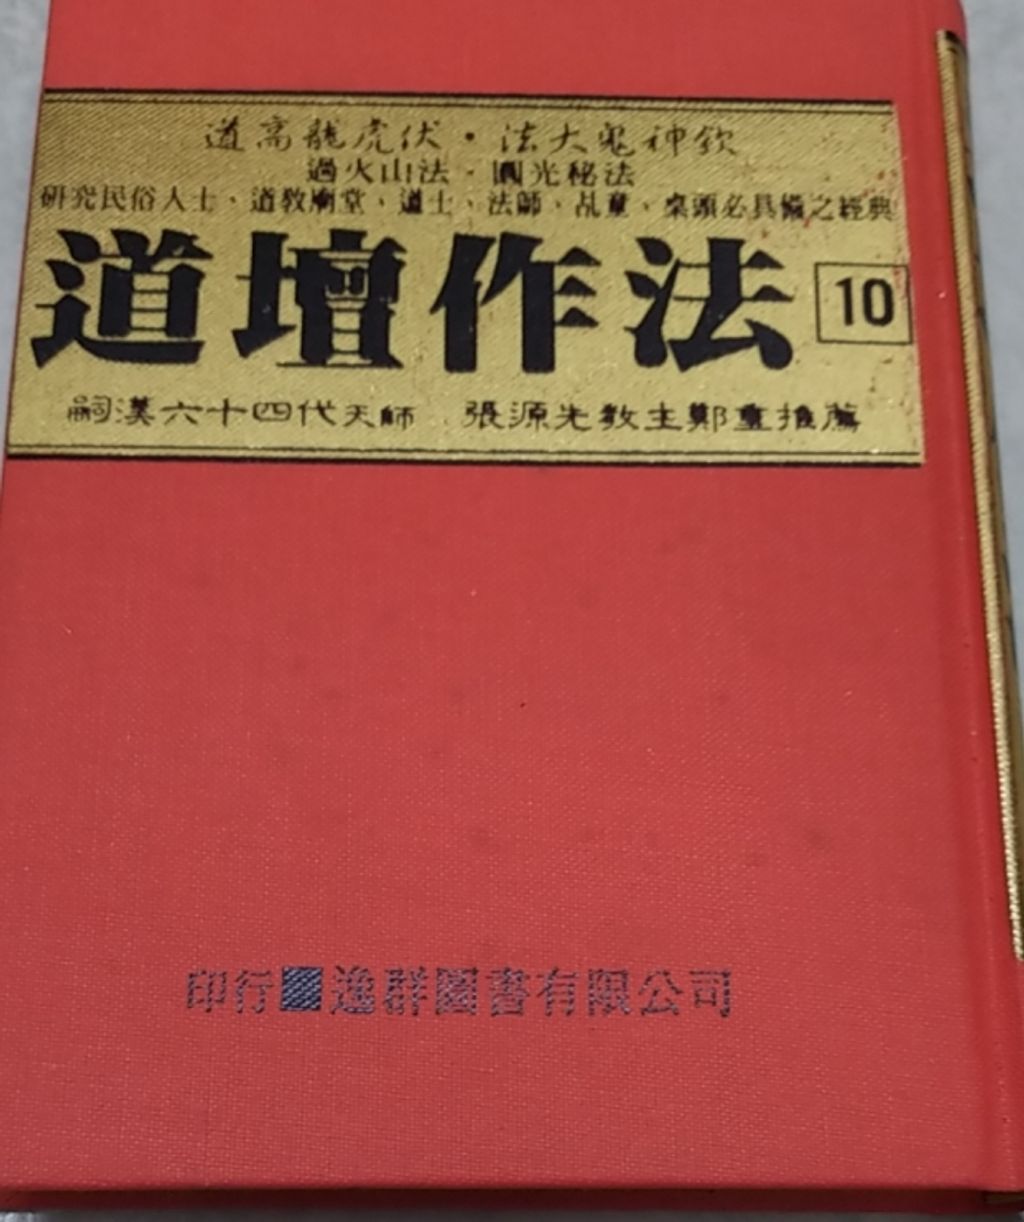 道高龍虎伏・法大鬼神欽
過火山法・圓光秘法
研究民俗人士、道教廟堂、道士、法師、乩童、桌頭必具備之經典
道壇作法 10
嗣漢六十四代天師 張源先教主鄭重推薦
印行■逸群圖書有限公司